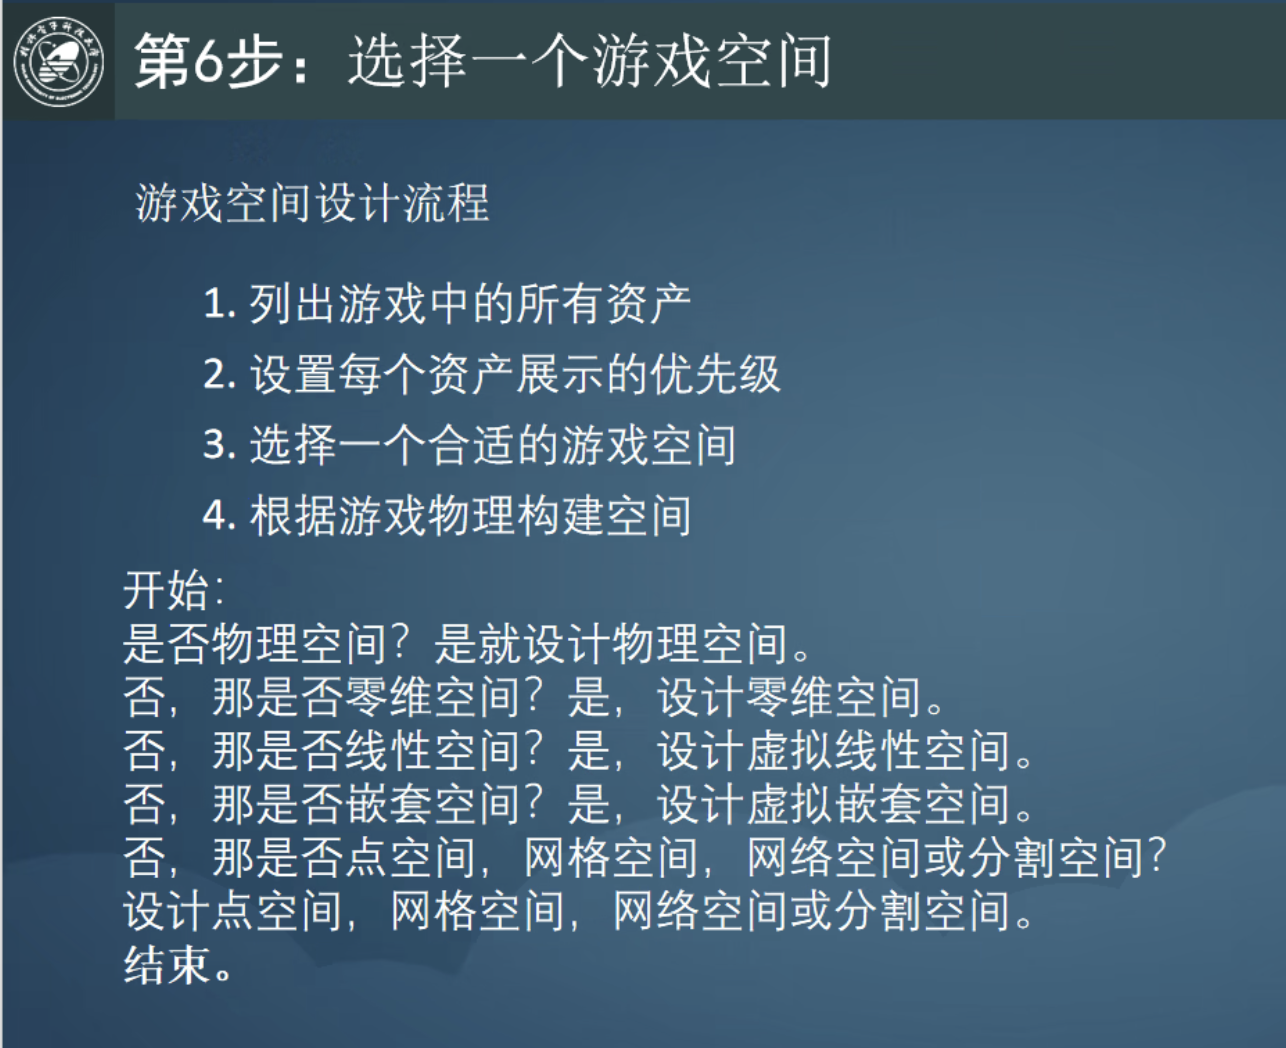 第6步：选择一个游戏空间
游戏空间设计流程
1. 列出游戏中的所有资产
2. 设置每个资产展示的优先级
3. 选择一个合适的游戏空间
4. 根据游戏物理构建空间
开始：
是否物理空间？是就设计物理空间。
否，那是否零维空间？是，设计零维空间。
否，那是否线性空间？是，设计虚拟线性空间。
否，那是否嵌套空间？是，设计虚拟嵌套空间。
否，那是否点空间，网格空间，网络空间或分割空间？
设计点空间，网格空间，网络空间或分割空间。
结束。